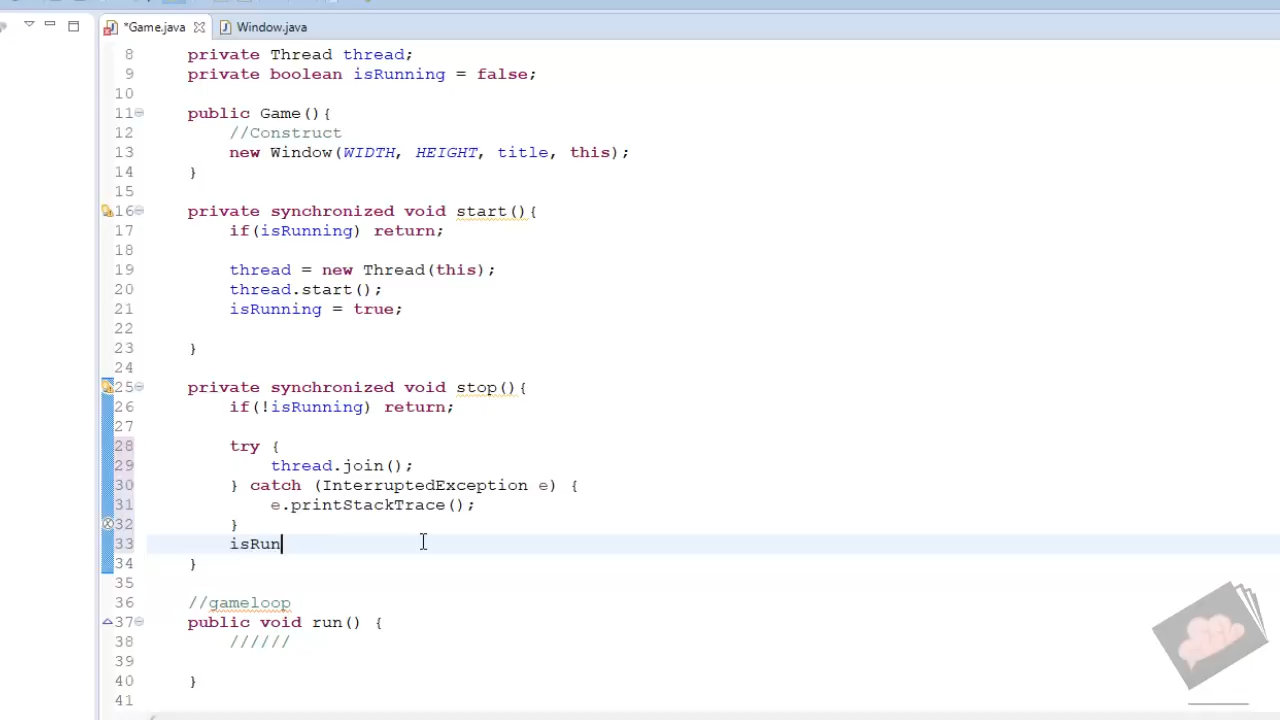 *Game.java Window.java
8 private Thread thread;
9 private boolean isRunning = false;
10
11 public Game(){
12 //Construct
13 new Window(WIDTH, HEIGHT, title, this);
14 }
15
16 private synchronized void start(){
17 if(isRunning) return;
18
19 thread = new Thread(this);
20 thread.start();
21 isRunning = true;
22
23 }
24
25 private synchronized void stop(){
26 if(!isRunning) return;
27
28 try {
29 thread.join();
30 } catch (InterruptedException e) {
31 e.printStackTrace();
32 }
33 isRun
34 }
35
36 //gameloop
37 public void run() {
38 //////
39
40 }
41